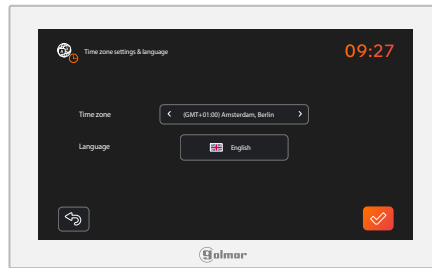 Time zone settings & language
09:27
Time zone
(GMT+01:00) Amsterdam, Berlin
Language
English
golmar